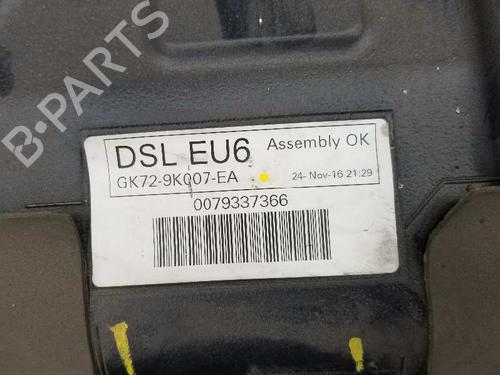 B-PARTS
DSL EU6 Assembly OK
GK72-9K007-EA 24-Nov-16 21:29
0079337366